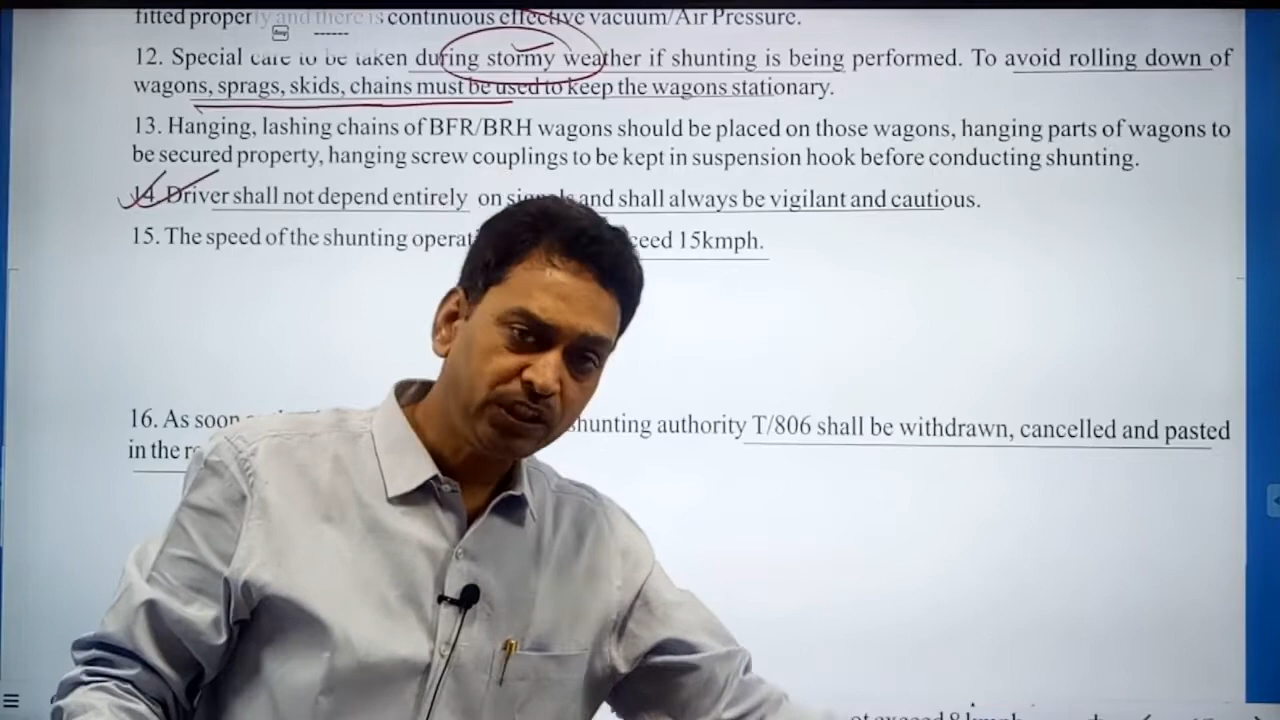 fitted properly and there is continuous effective vacuum/Air Pressure.
12. Special care to be taken during stormy weather if shunting is being performed. To avoid rolling down of
wagons, sprags, skids, chains must be used to keep the wagons stationary.
13. Hanging, lashing chains of BFR/BRH wagons should be placed on those wagons, hanging parts of wagons to
be secured property, hanging screw couplings to be kept in suspension hook before conducting shunting.
14. Driver shall not depend entirely on signals and shall always be vigilant and cautious.
15. The speed of the shunting 15kmph.
16. As soon shunting authority T/806 shall be withdrawn, cancelled and pasted
in the
exceed 8 kmph